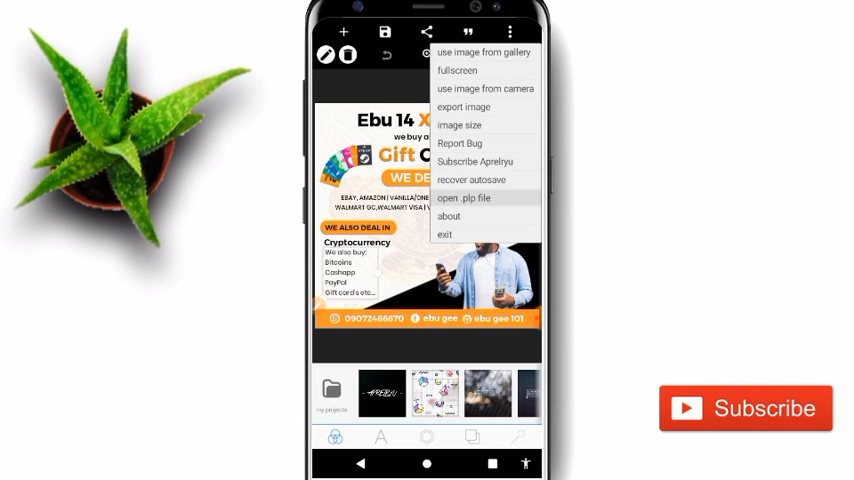 use image from gallery
fullscreen
use image from camera
export image
image size
Report Bug
Subscribe Aprelryu
recover autosave
open .plp file
about
exit
Ebu 14 X
we buy a
Gift C
WE DE
EBAY, AMAZON | VANILLA/ONE
WALMART GC,WALMART VISA |
WE ALSO DEAL IN
Cryptocurrency
We also buy;
Bitcoins
Cashapp
PayPal
Gift card's etc...
09072466670 ebu gee ebu gee 101
my projects
APRELRYU
A
Subscribe